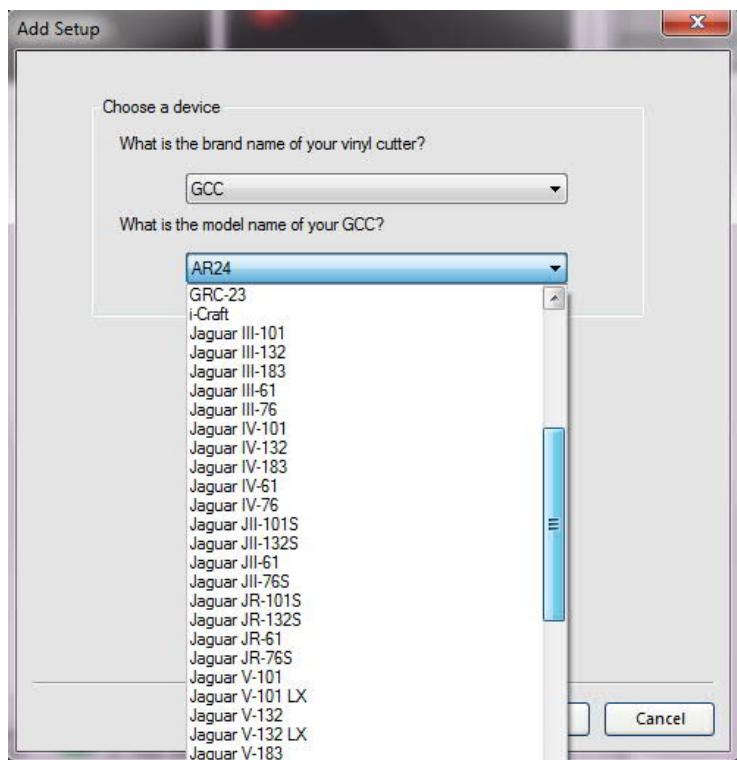 Add Setup
Choose a device
What is the brand name of your vinyl cutter?
GCC
What is the model name of your GCC?
AR24
GRC-23
i-Craft
Jaguar III-101
Jaguar III-132
Jaguar III-183
Jaguar III-61
Jaguar III-76
Jaguar IV-101
Jaguar IV-132
Jaguar IV-183
Jaguar IV-61
Jaguar IV-76
Jaguar JII-101S
Jaguar JII-132S
Jaguar JII-61
Jaguar JII-76S
Jaguar JR-101S
Jaguar JR-132S
Jaguar JR-61
Jaguar JR-76S
Jaguar V-101
Jaguar V-101 LX
Jaguar V-132
Jaguar V-132 LX
Jaguar V-183
Cancel